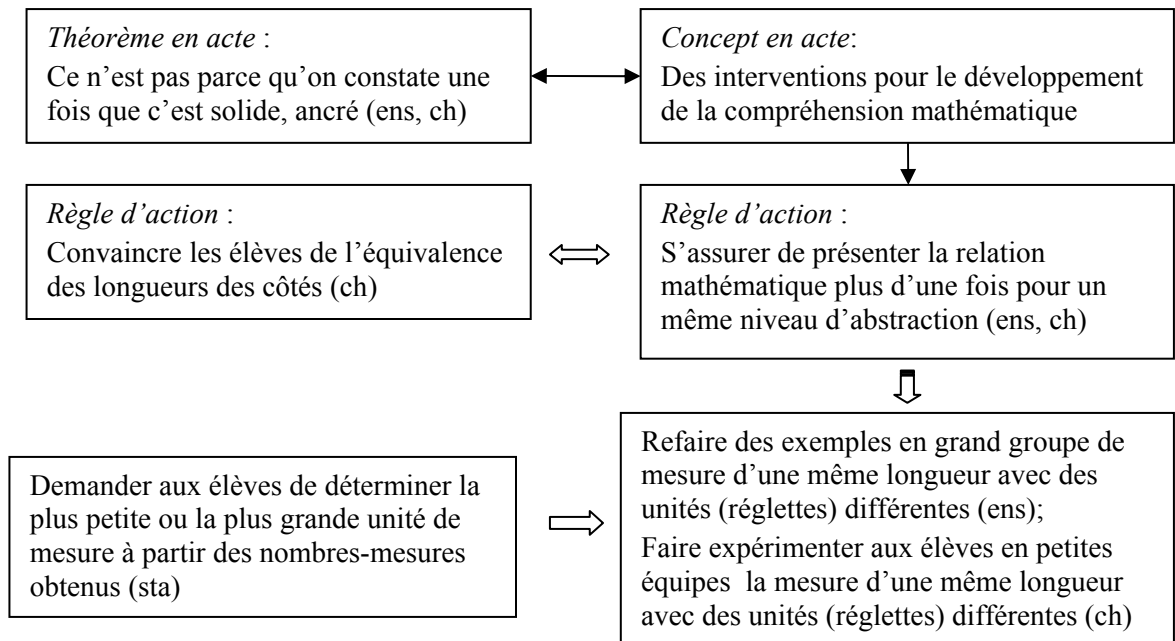 Théorème en acte :
Ce n’est pas parce qu’on constate une
fois que c’est solide, ancré (ens, ch)
Concept en acte:
Des interventions pour le développement
de la compréhension mathématique
Règle d’action :
Convaincre les élèves de l’équivalence
des longueurs des côtés (ch)
Règle d’action :
S’assurer de présenter la relation
mathématique plus d’une fois pour un
même niveau d’abstraction (ens, ch)
Demander aux élèves de déterminer la
plus petite ou la plus grande unité de
mesure à partir des nombres-mesures
obtenus (sta)
Refaire des exemples en grand groupe de
mesure d’une même longueur avec des
unités (réglettes) différentes (ens);
Faire expérimenter aux élèves en petites
équipes la mesure d’une même longueur
avec des unités (réglettes) différentes (ch)